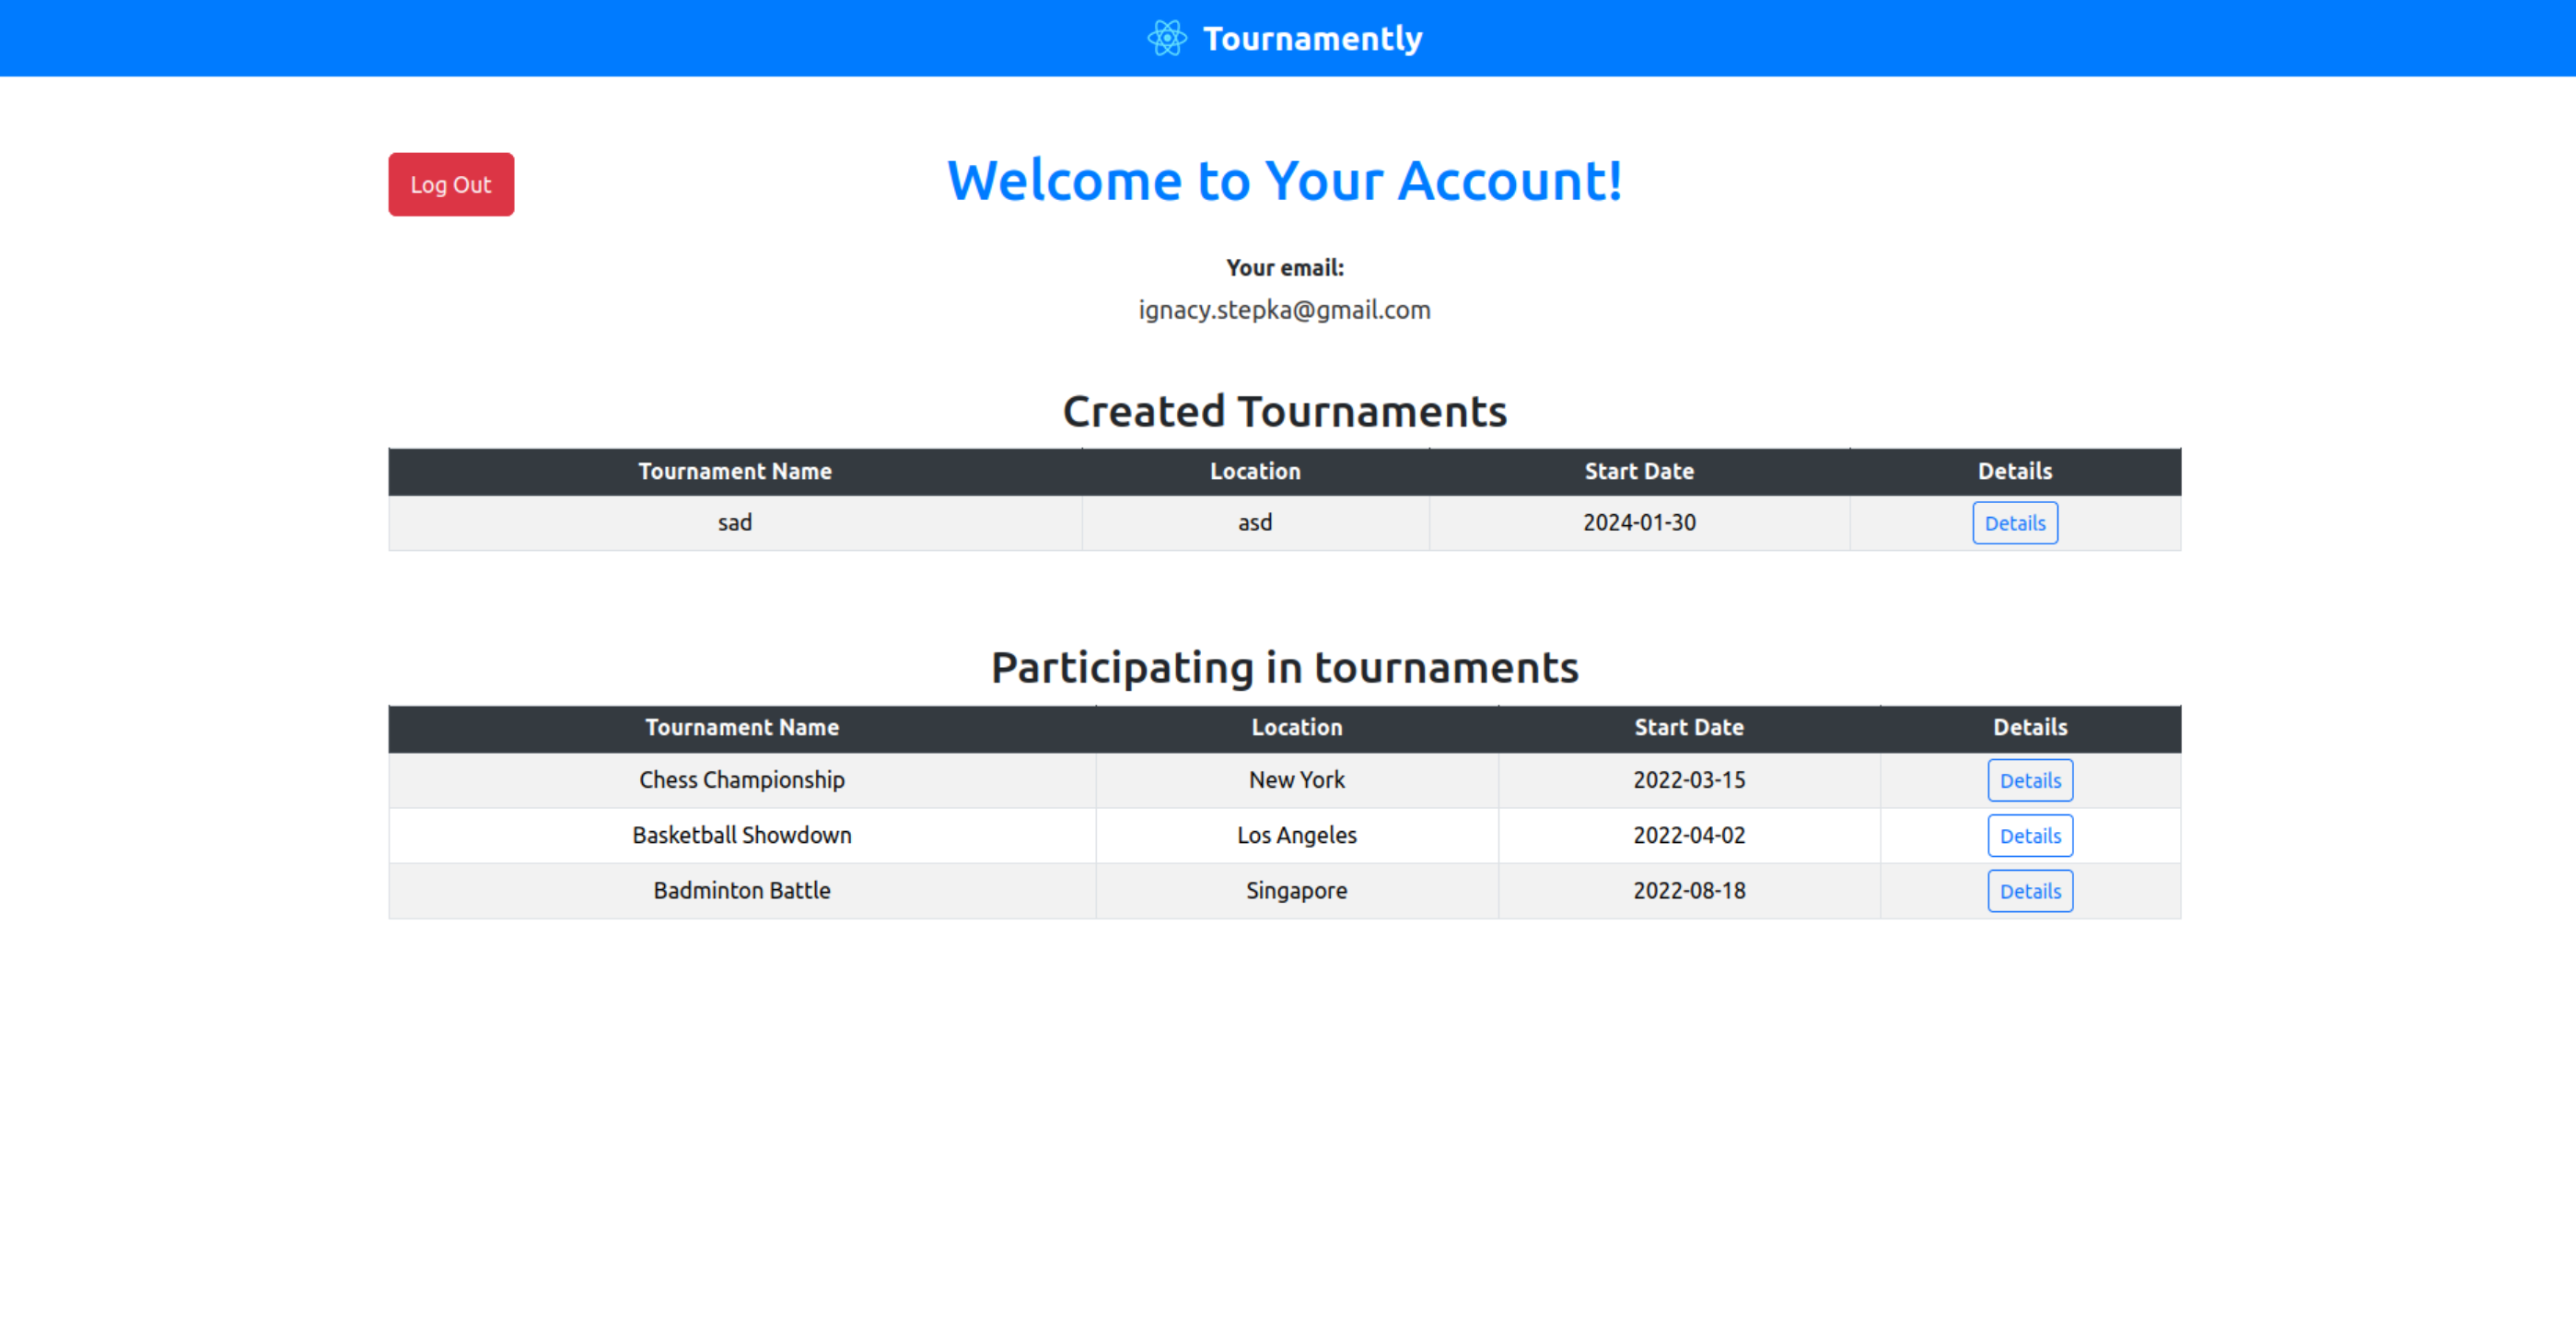 Tournamently
Log Out
Welcome to Your Account!
Your email:
ignacy.stepka@gmail.com
Created Tournaments
Tournament Name Location Start Date Details
sad asd 2024-01-30 Details
Participating in tournaments
Tournament Name Location Start Date Details
Chess Championship New York 2022-03-15 Details
Basketball Showdown Los Angeles 2022-04-02 Details
Badminton Battle Singapore 2022-08-18 Details